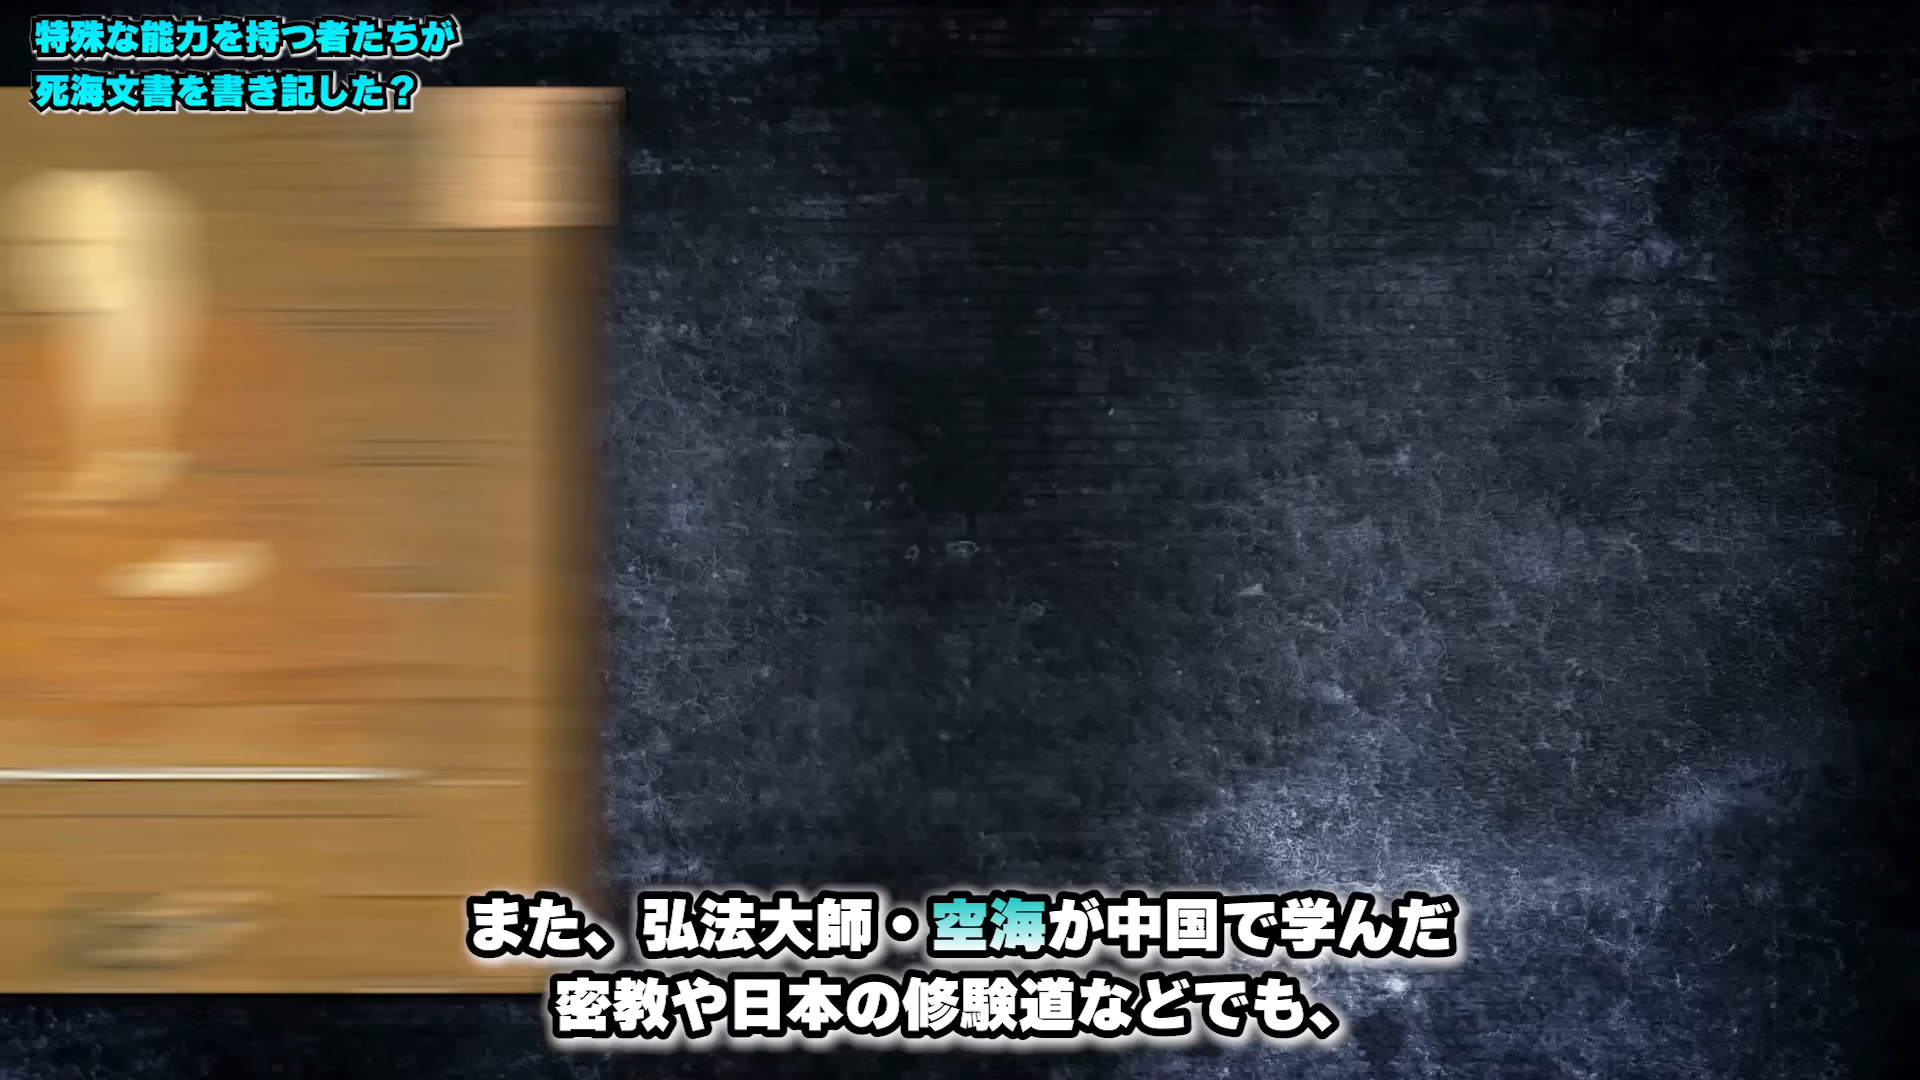 特殊な能力を持つ者たちが
死海文書を書き記した？
また、弘法大師・空海が中国で学んだ
密教や日本の修験道などでも、